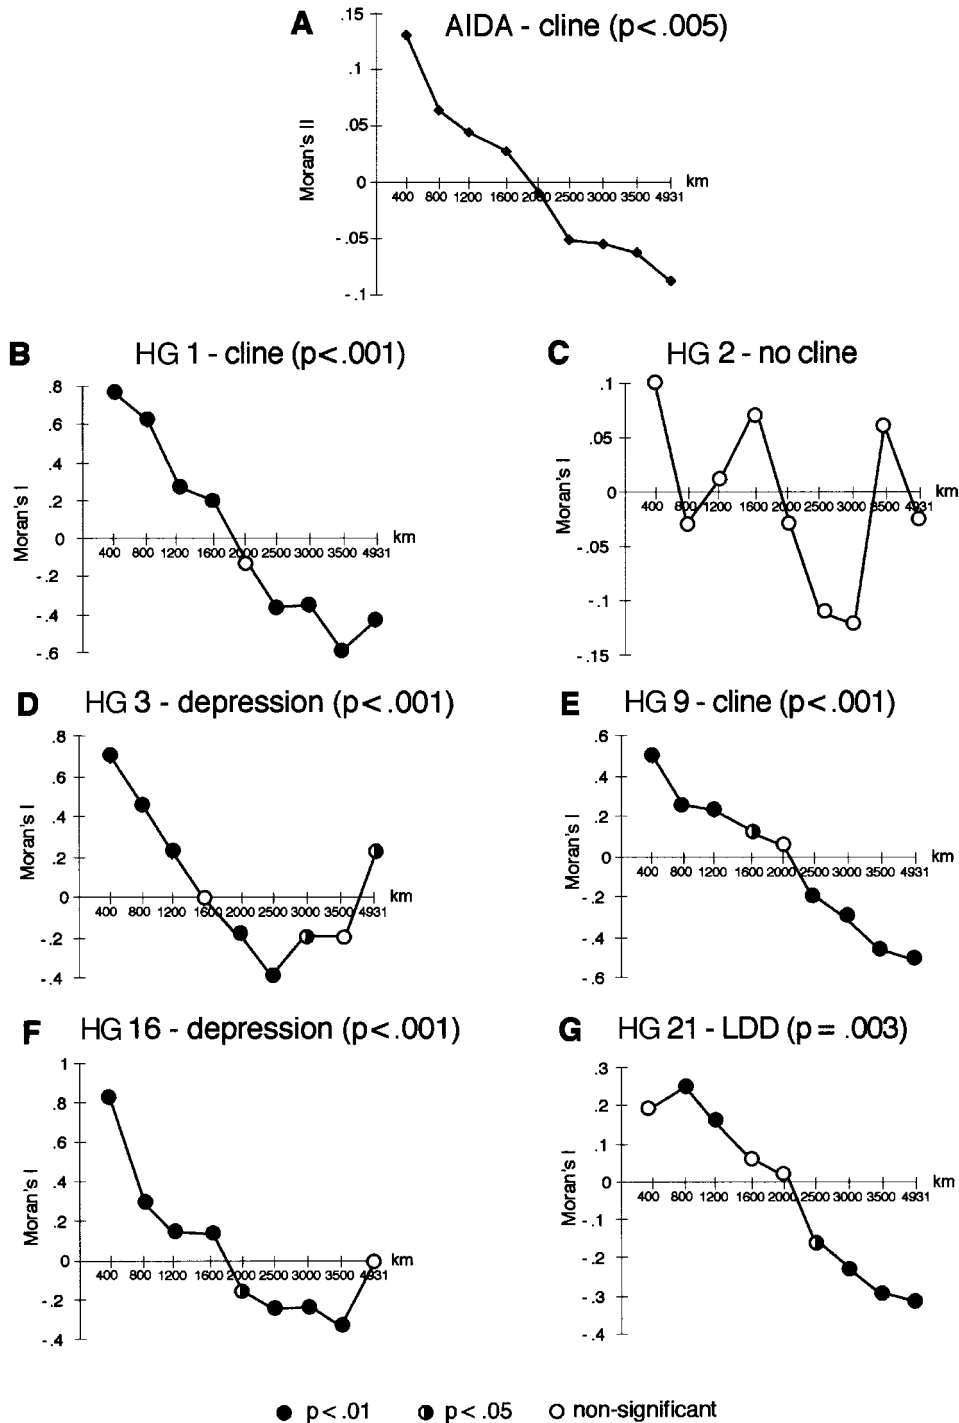 A AIDA - cline (p< .005)
.15
.1
.05
0
- .05
- .1
Moran's II
400 800 1200 1600 2000 2500 3000 3500 4931 km
B HG 1 - cline (p< .001)
.8
.6
.4
.2
0
- .2
- .4
- .6
Moran's I
400 800 1200 1600 2000 2500 3000 3500 4931 km
C HG 2 - no cline
.1
.05
0
- .05
- .1
- .15
Moran's I
400 800 1200 1600 2000 2500 3000 3500 4931 km
D HG 3 - depression (p< .001)
.8
.6
.4
.2
0
- .2
- .4
Moran's I
400 800 1200 1600 2000 2500 3000 3500 4931 km
E HG 9 - cline (p< .001)
.6
.4
.2
0
- .2
- .4
- .6
Moran's I
400 800 1200 1600 2000 2500 3000 3500 4931 km
F HG 16 - depression (p< .001)
1
.8
.6
.4
.2
0
- .2
- .4
Moran's I
400 800 1200 1600 2000 2500 3000 3500 4931 km
G HG 21 - LDD (p = .003)
.3
.2
.1
0
- .1
- .2
- .3
- .4
Moran's I
400 800 1200 1600 2000 2500 3000 3500 4931 km
p< .01 p< .05 non-significant